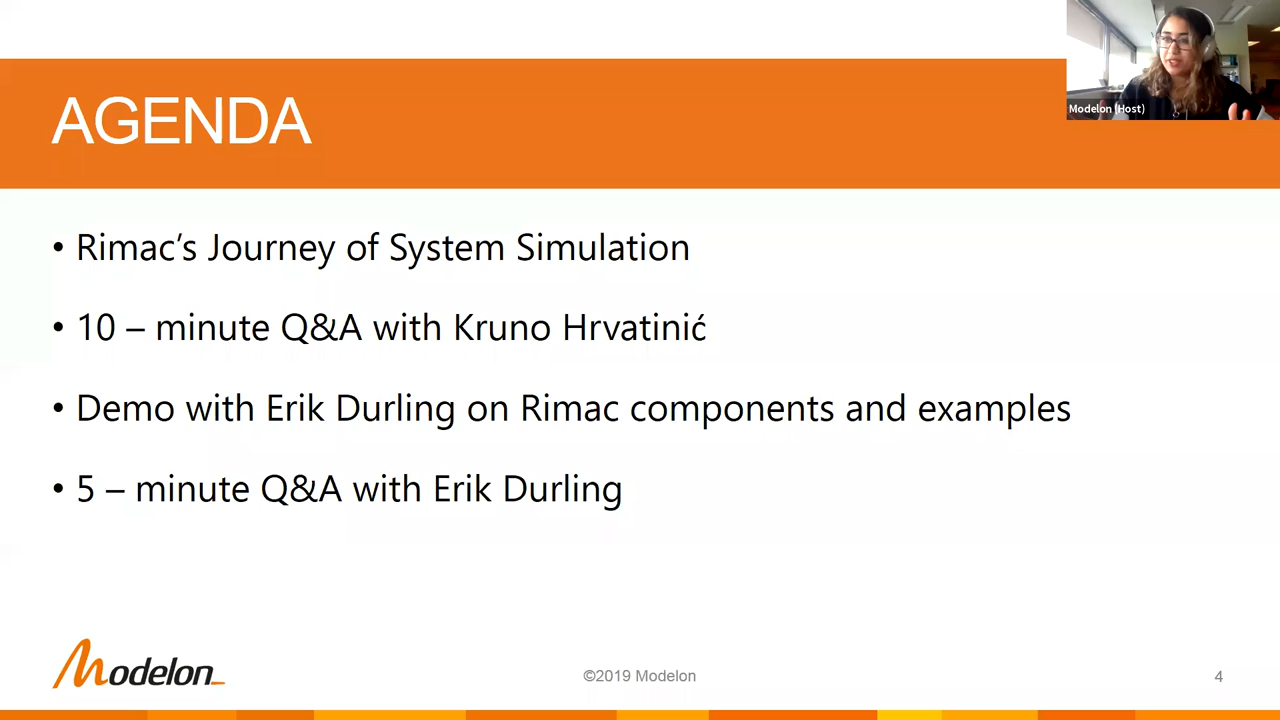 Modelon (Host)
AGENDA
• Rimac’s Journey of System Simulation
• 10 – minute Q&A with Kruno Hrvatinić
• Demo with Erik Durling on Rimac components and examples
• 5 – minute Q&A with Erik Durling
Modelon_
©2019 Modelon
4